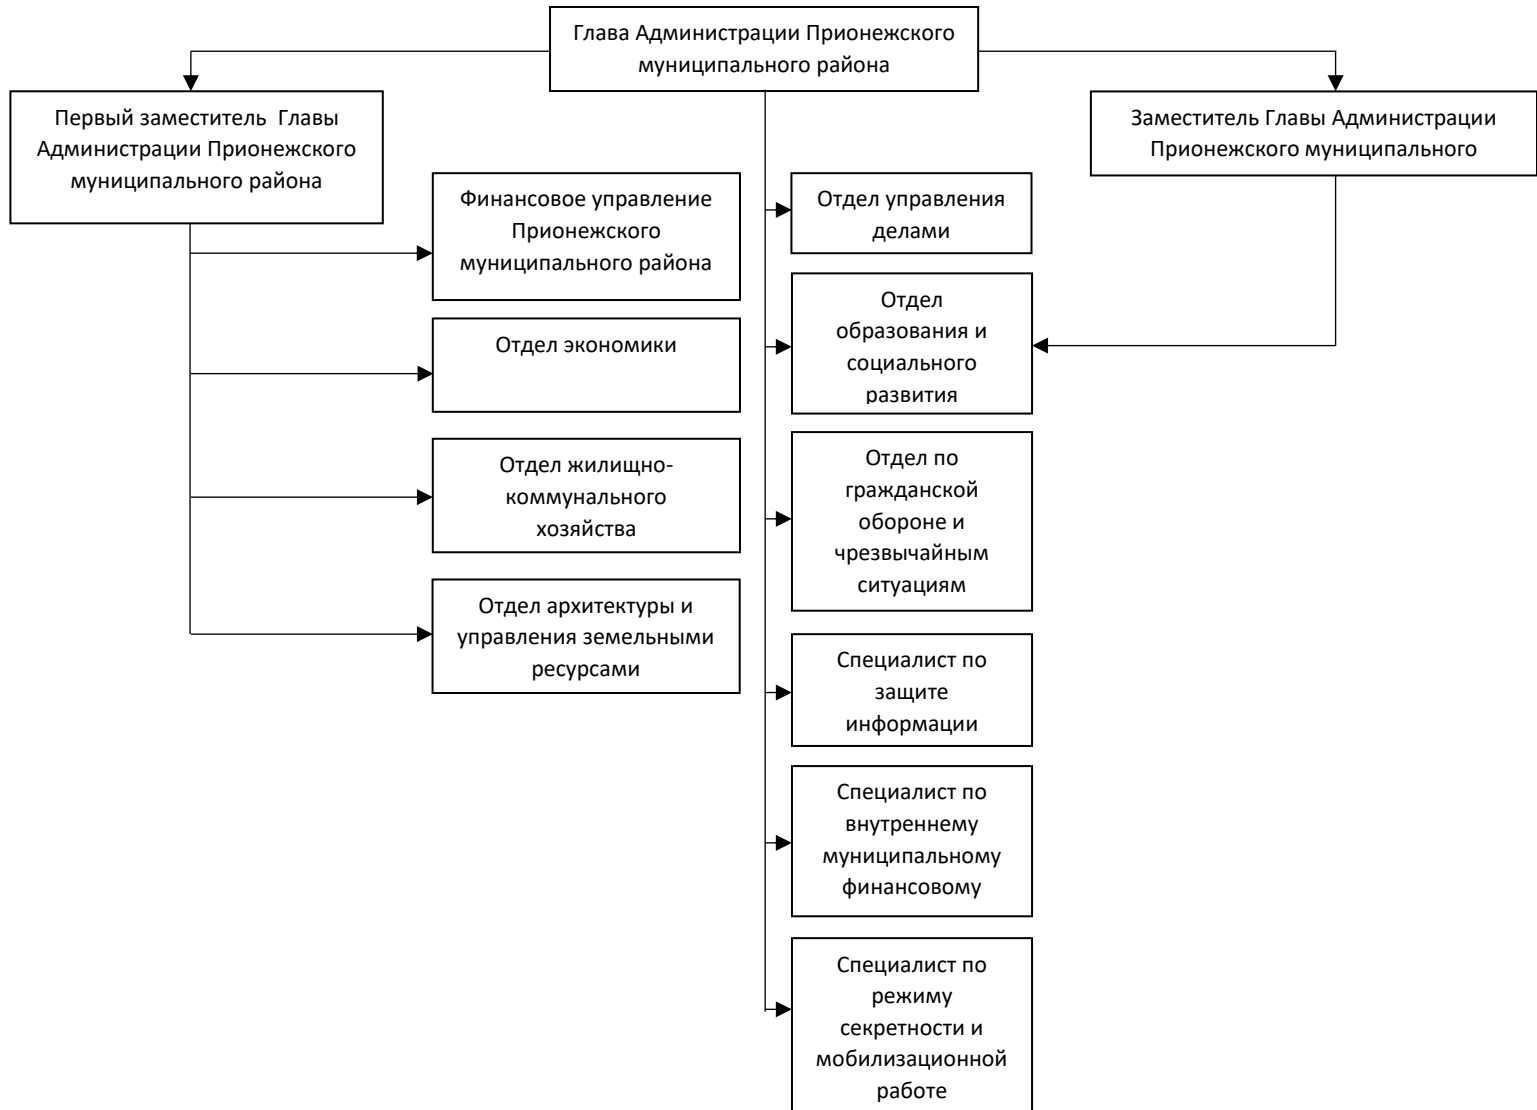 Глава Администрации Прионежского
муниципального района
Первый заместитель Главы
Администрации Прионежского
муниципального района
Заместитель Главы Администрации
Прионежского муниципального
Финансовое управление
Прионежского
муниципального района
Отдел экономики
Отдел жилищно-
коммунального
хозяйства
Отдел архитектуры и
управления земельными
ресурсами
Отдел управления
делами
Отдел
образования и
социального
развития
Отдел по
гражданской
обороне и
чрезвычайным
ситуациям
Специалист по
защите
информации
Специалист по
внутреннему
муниципальному
финансовому
Специалист по
режиму
секретности и
мобилизационной
работе